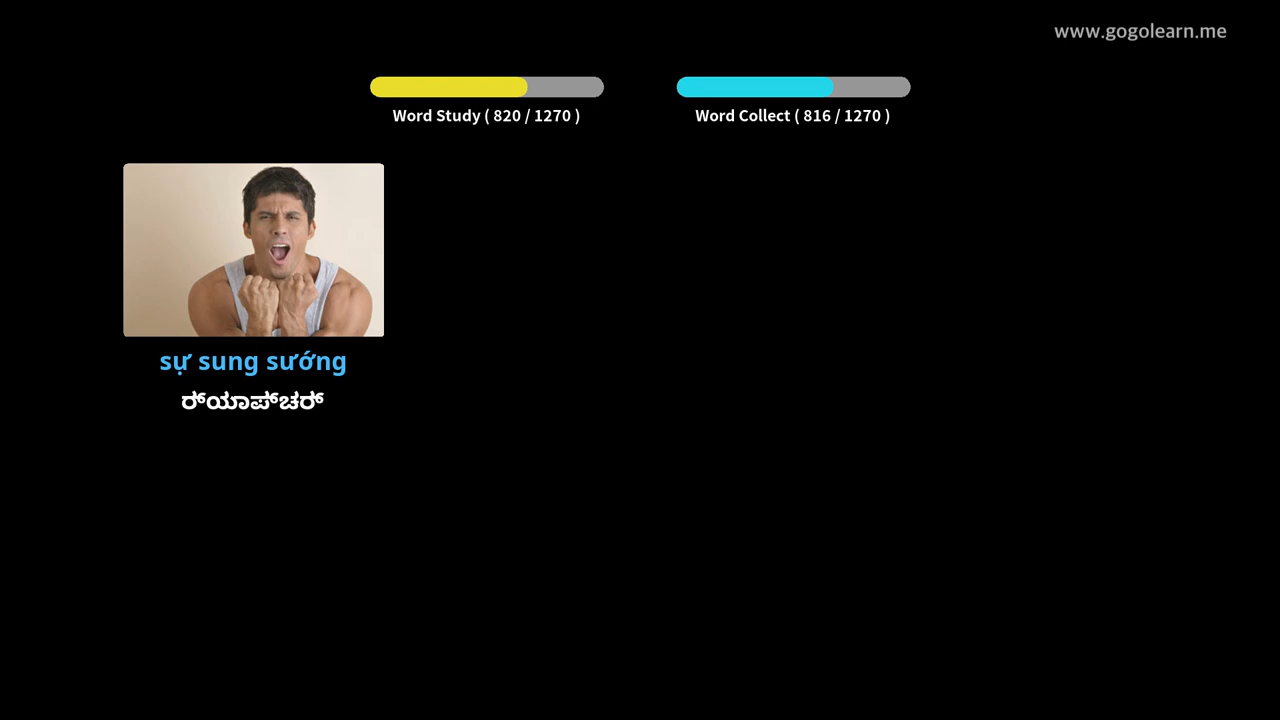 www.gogolearn.me
Word Study ( 820 / 1270 )
Word Collect ( 816 / 1270 )
sự sung sướng
ರ‍್ಯಾಪ್‌ಚರ್